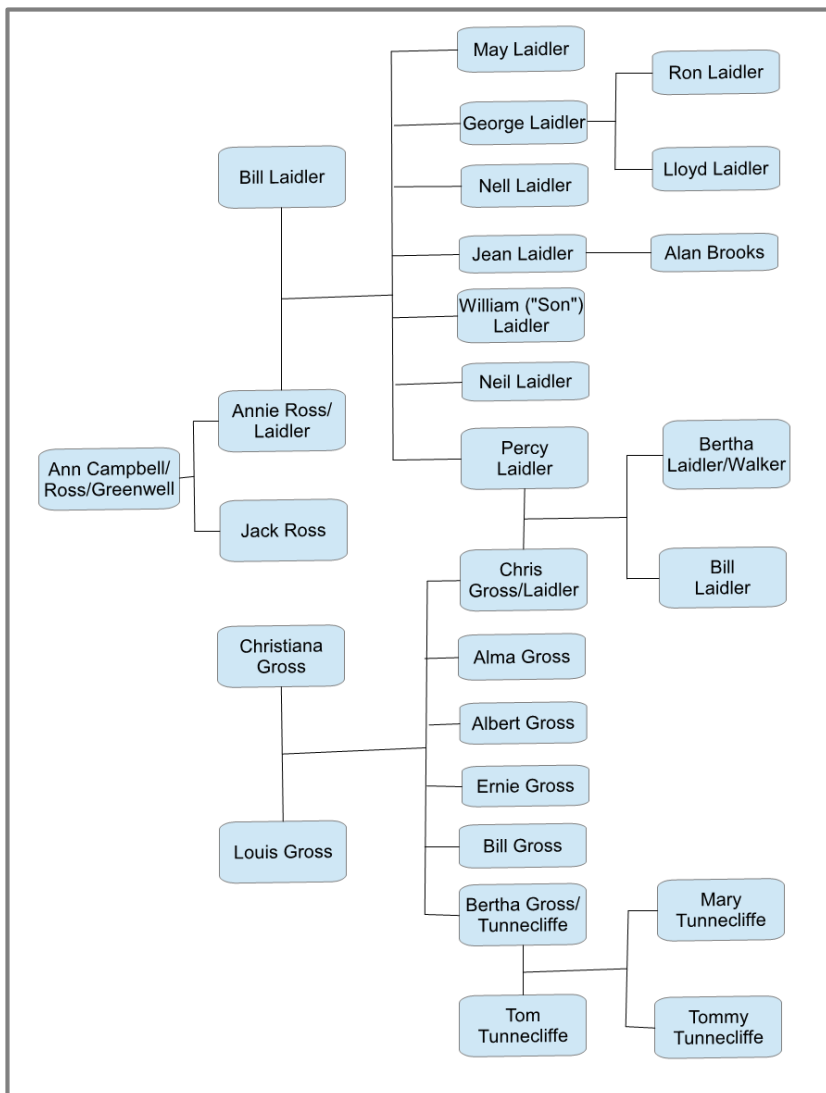 May Laidler
Ron Laidler
George Laidler
Bill Laidler
Lloyd Laidler
Nell Laidler
Jean Laidler
Alan Brooks
William ("Son")
Laidler
Neil Laidler
Annie Ross/
Laidler
Percy
Laidler
Bertha
Laidler/Walker
Ann Campbell/
Ross/Greenwell
Jack Ross
Chris
Gross/Laidler
Bill
Laidler
Christiana
Gross
Alma Gross
Albert Gross
Ernie Gross
Louis Gross
Bill Gross
Bertha Gross/
Tunnecliffe
Mary
Tunnecliffe
Tom
Tunnecliffe
Tommy
Tunnecliffe